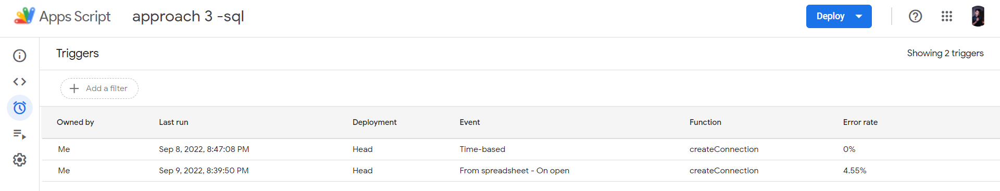 Apps Script approach 3 -sql Deploy
Triggers Showing 2 triggers
Add a filter
Owned by Last run Deployment Event Function Error rate
Me Sep 8, 2022, 8:47:08 PM Head Time-based createConnection 0%
Me Sep 9, 2022, 8:39:50 PM Head From spreadsheet - On open createConnection 4.55%